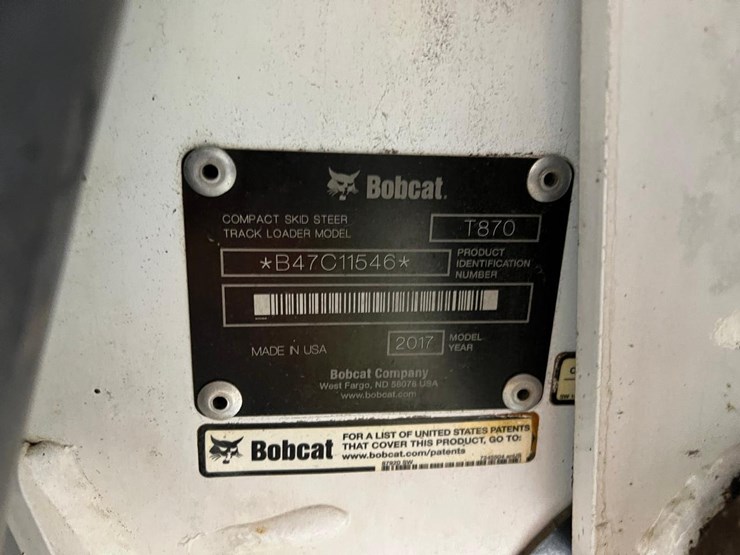 Bobcat.
COMPACT SKID STEER
TRACK LOADER MODEL
T870
*B47C11546*
PRODUCT
IDENTIFICATION
NUMBER
MADE IN USA
2017
MODEL
YEAR
Bobcat Company
West Fargo, ND 58078 USA
www.bobcat.com
Bobcat
FOR A LIST OF UNITED STATES PATENTS
THAT COVER THIS PRODUCT, GO TO:
www.bobcat.com/patents